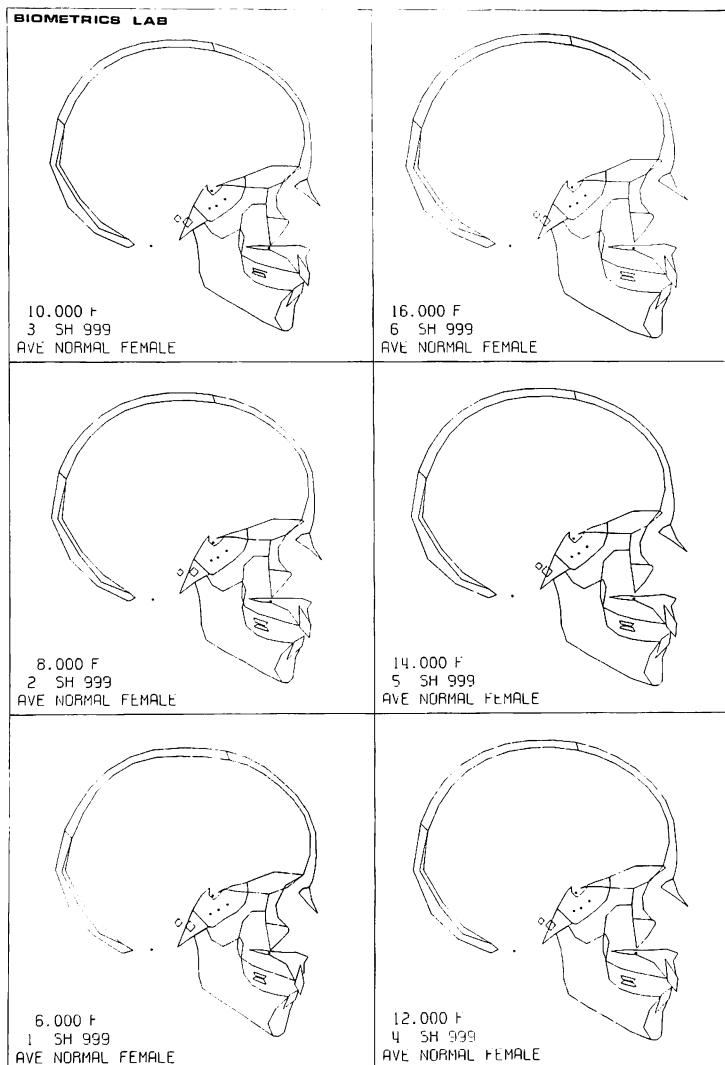 BIOMETRICS LAB
10.000 F
3 SH 999
AVE NORMAL FEMALE
16.000 F
6 SH 999
AVE NORMAL FEMALE
8.000 F
2 SH 999
AVE NORMAL FEMALE
14.000 F
5 SH 999
AVE NORMAL FEMALE
6.000 F
1 SH 999
AVE NORMAL FEMALE
12.000 F
4 SH 999
AVE NORMAL FEMALE